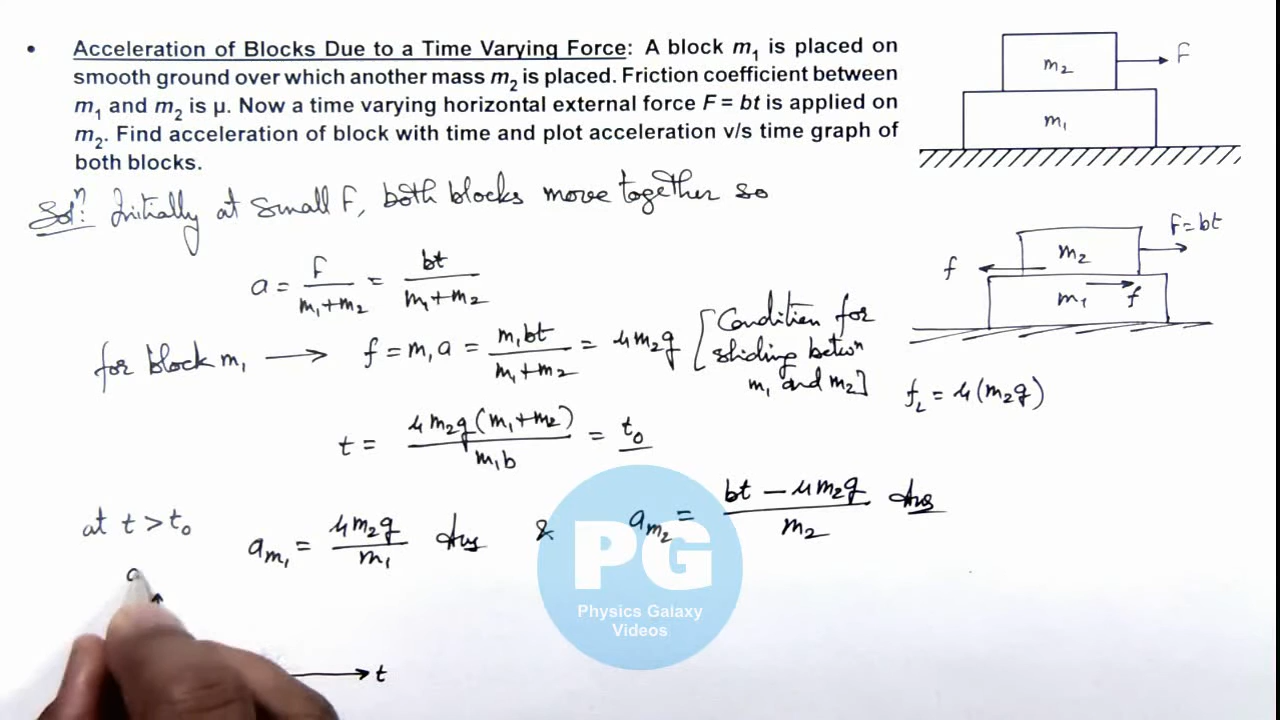 • Acceleration of Blocks Due to a Time Varying Force: A block m₁ is placed on
smooth ground over which another mass m₂ is placed. Friction coefficient between
m₁ and m₂ is μ. Now a time varying horizontal external force F = bt is applied on
m₂. Find acceleration of block with time and plot acceleration v/s time graph of
both blocks.
m₂ → F
m₁
Solⁿ: Initially at small F, both blocks move together so
a = F/(m₁+m₂) = bt/(m₁+m₂)
F = bt
f m₂
m₁ f
for block m₁ → f = m₁a = m₁bt/(m₁+m₂) = μm₂g [Condition for
sliding betwⁿ
m₁ and m₂]
f_L = μ(m₂g)
t = μm₂g(m₁+m₂)/m₁b = t₀
at t > t₀ a_m₁ = μm₂g/m₁ Ans & a_m₂ = (bt − μm₂g)/m₂ Ans
a
t
PG
Physics Galaxy
Videos